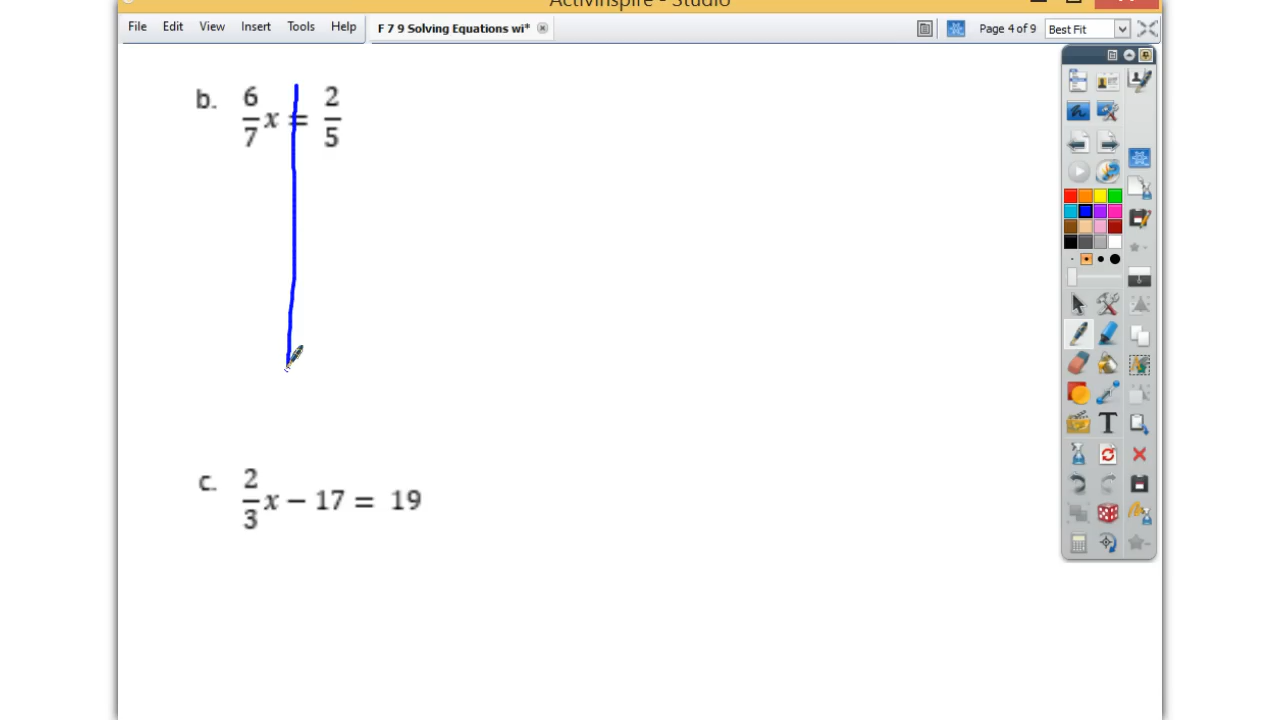 ActivInspire - Studio
File Edit View Insert Tools Help F 7 9 Solving Equations wi* Page 4 of 9 Best Fit
b. 6/7 x = 2/5
c. 2/3 x − 17 = 19
T